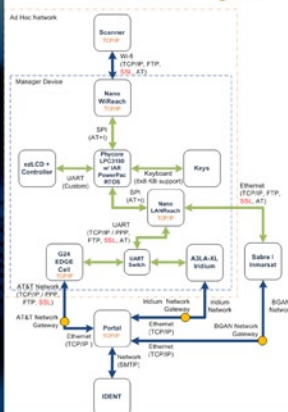 Ad Hoc Network
Scanner
TCP/IP
Wi-fi
(TCP/IP, FTP,
SSL, AT)
Manager Device
Nano
WiReach
TCP/IP
SPI
(AT+i)
ezLCD +
Controller
UART
(Custom)
Phycore
LPC3180
w/ IAR
PowerPac
RTOS
Keyboard
(8x8 KB support)
Keys
SPI
(AT+i)
Nano
LANReach
TCP/IP
Ethernet
(TCP/IP, FTP,
SSL, AT)
UART
(TCP/IP / PPP,
FTP, SSL, AT)
G24
EDGE
Cell
TCP/IP
UART
Switch
A3LA-XL
Iridium
Sabre I
Inmarsat
AT&T Network
(TCP/IP / PPP,
FTP, SSL)
AT&T Network
Gateway
Iridium Network
Gateway
Iridium
Network
BGAN Network
Gateway
BGAN
Ethernet
(TCP/IP )
Portal
TCP/IP
Ethernet
(TCP/IP)
Ethernet
(TCP/IP)
Network
(SMTP)
IDENT